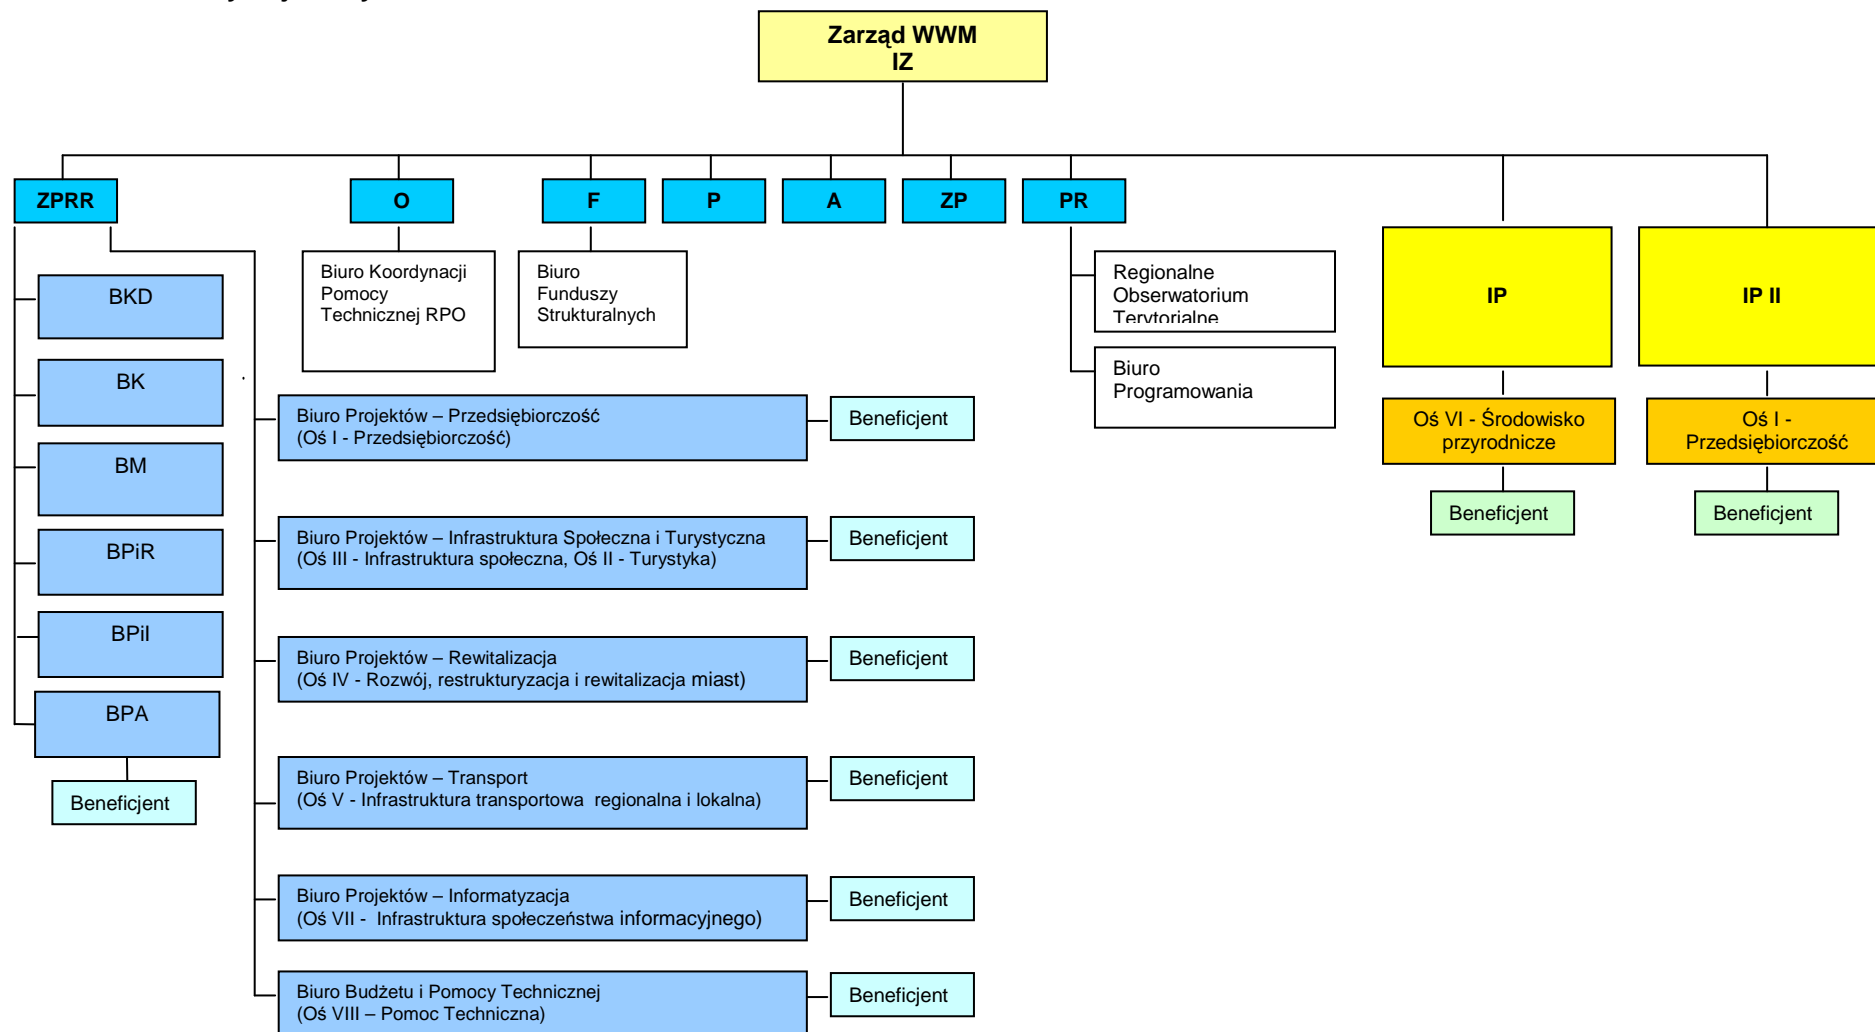 Zarząd WWM
IZ
ZPRR
O
F
P
A
ZP
PR
Biuro Koordynacji
Pomocy
Technicznej RPO
Biuro
Funduszy
Strukturalnych
Regionalne
Obserwatorium
Terytorialne
Biuro
Programowania
IP
IP II
Oś VI - Środowisko
przyrodnicze
Oś I -
Przedsiębiorczość
Beneficjent
Beneficjent
BKD
BK
BM
BPiR
BPiI
BPA
Beneficjent
Biuro Projektów – Przedsiębiorczość
(Oś I - Przedsiębiorczość)
Beneficjent
Biuro Projektów – Infrastruktura Społeczna i Turystyczna
(Oś III - Infrastruktura społeczna, Oś II - Turystyka)
Beneficjent
Biuro Projektów – Rewitalizacja
(Oś IV - Rozwój, restrukturyzacja i rewitalizacja miast)
Beneficjent
Biuro Projektów – Transport
(Oś V - Infrastruktura transportowa regionalna i lokalna)
Beneficjent
Biuro Projektów – Informatyzacja
(Oś VII - Infrastruktura społeczeństwa informacyjnego)
Beneficjent
Biuro Budżetu i Pomocy Technicznej
(Oś VIII – Pomoc Techniczna)
Beneficjent